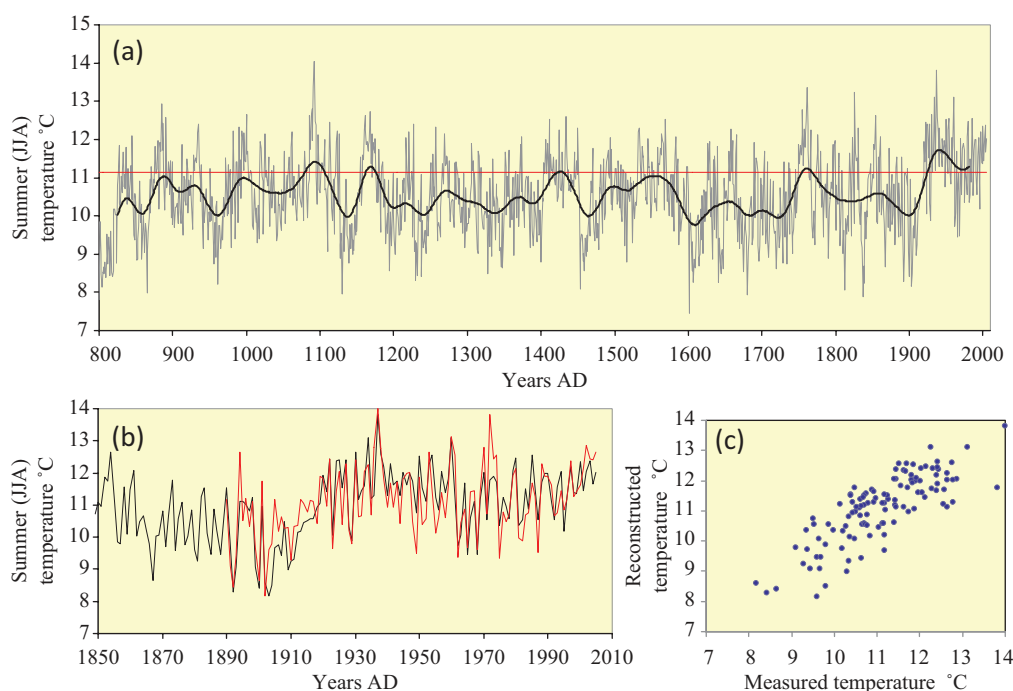 (a)
Summer (JJA)
temperature ˚C
15
14
13
12
11
10
9
8
7
800 900 1000 1100 1200 1300 1400 1500 1600 1700 1800 1900 2000
Years AD
(b)
Summer (JJA)
temperature ˚C
14
13
12
11
10
9
8
7
1850 1870 1890 1910 1930 1950 1970 1990 2010
Years AD
(c)
Reconstructed
temperature ˚C
14
13
12
11
10
9
8
7
7 8 9 10 11 12 13 14
Measured temperature ˚C